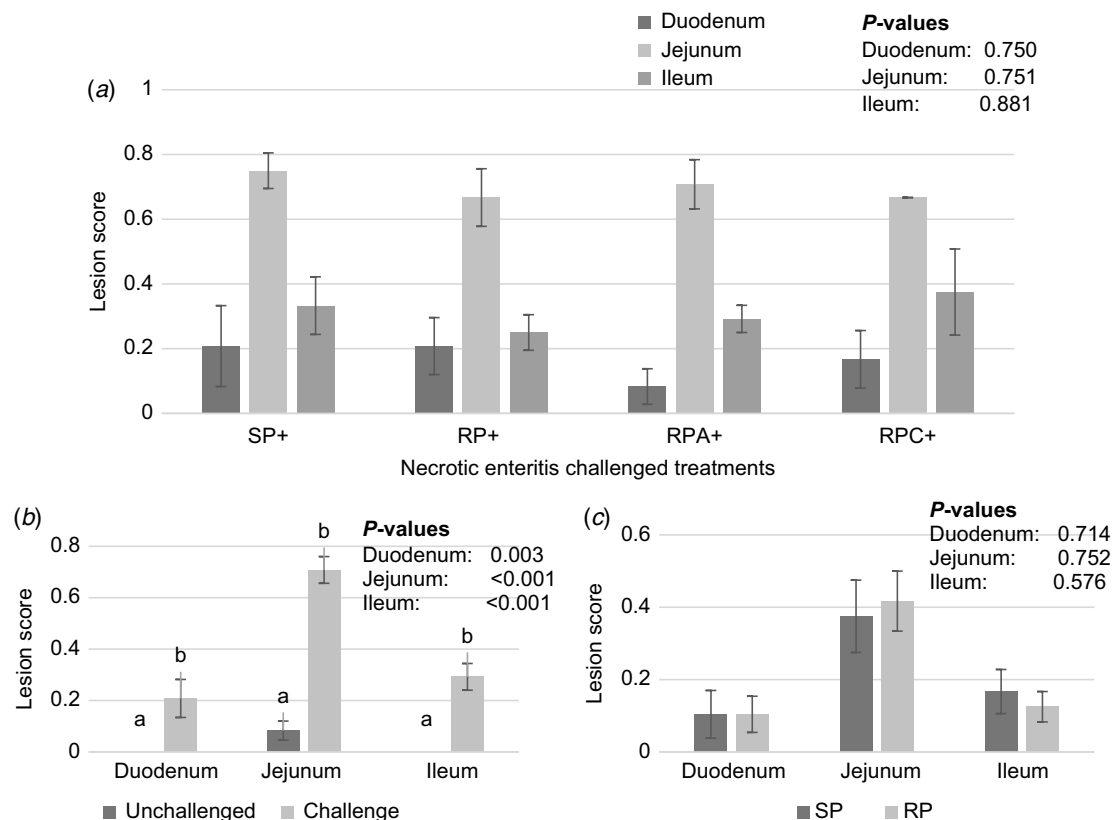 Duodenum
Jejunum
Ileum
P-values
Duodenum: 0.750
Jejunum: 0.751
Ileum: 0.881
(a)
1
0.8
0.6
0.4
0.2
0
Lesion score
SP+ RP+ RPA+ RPC+
Necrotic enteritis challenged treatments
(b)
P-values
Duodenum: 0.003
Jejunum: <0.001
Ileum: <0.001
0.8
0.6
0.4
0.2
0
Lesion score
a b
a b
a b
Duodenum Jejunum Ileum
Unchallenged Challenge
(c)
P-values
Duodenum: 0.714
Jejunum: 0.752
Ileum: 0.576
0.6
0.4
0.2
0
Lesion score
Duodenum Jejunum Ileum
SP RP